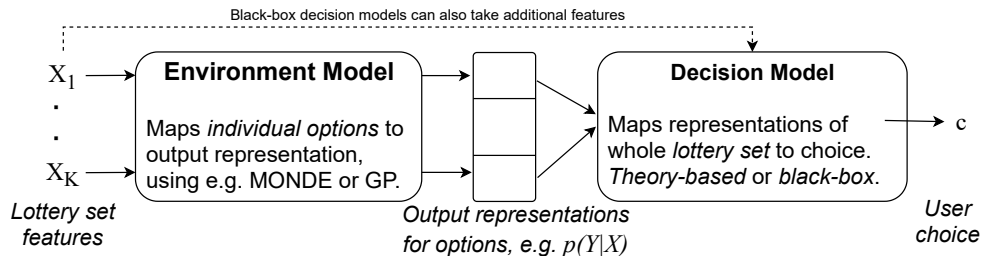 Black-box decision models can also take additional features
X1
.
.
XK
Lottery set
features
Environment Model
Maps individual options to
output representation,
using e.g. MONDE or GP.
Output representations
for options, e.g. p(Y|X)
Decision Model
Maps representations of
whole lottery set to choice.
Theory-based or black-box.
c
User
choice